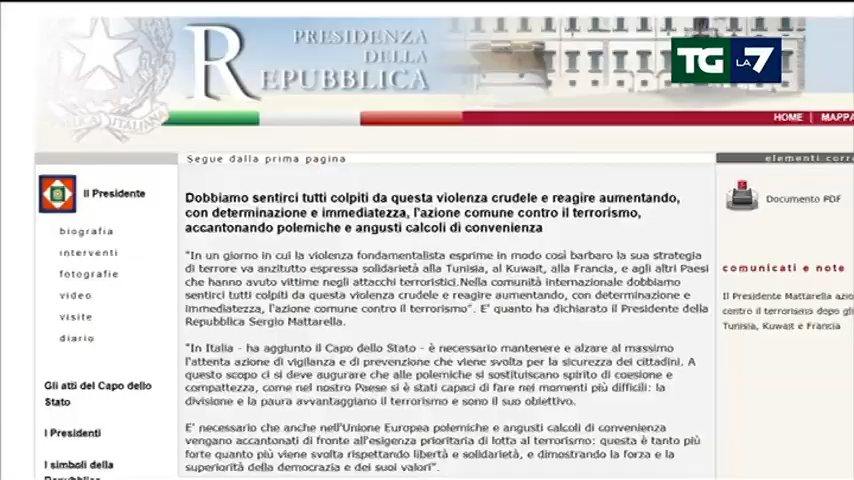 PRESIDENZA
DELLA
REPUBBLICA
TG LA7
HOME | MAPPA
Segue dalla prima pagina
elementi corre
Il Presidente
biografia
interventi
fotografie
video
visite
diario
Gli atti del Capo dello
Stato
I Presidenti
I simboli della
Repubblica
Dobbiamo sentirci tutti colpiti da questa violenza crudele e reagire aumentando,
con determinazione e immediatezza, l'azione comune contro il terrorismo,
accantonando polemiche e angusti calcoli di convenienza
"In un giorno in cui la violenza fondamentalista esprime in modo così barbaro la sua strategia
di terrore va anzitutto espressa solidarietà alla Tunisia, al Kuwait, alla Francia, e agli altri Paesi
che hanno avuto vittime negli attacchi terroristici.Nella comunità internazionale dobbiamo
sentirci tutti colpiti da questa violenza crudele e reagire aumentando, con determinazione e
immediatezza, l'azione comune contro il terrorismo". E' quanto ha dichiarato il Presidente della
Repubblica Sergio Mattarella.
"In Italia - ha aggiunto il Capo dello Stato - è necessario mantenere e alzare al massimo
l'attenta azione di vigilanza e di prevenzione che viene svolta per la sicurezza dei cittadini. A
questo scopo ci si deve augurare che alle polemiche si sostituiscano spirito di coesione e
compattezza, come nel nostro Paese si è stati capaci di fare nei momenti più difficili: la
divisione e la paura avvantaggiano il terrorismo e sono il suo obiettivo.
E' necessario che anche nell'Unione Europea polemiche e angusti calcoli di convenienza
vengano accantonati di fronte all'esigenza prioritaria di lotta al terrorismo: questa è tanto più
forte quanto più viene svolta rispettando libertà e solidarietà, e dimostrando la forza e la
superiorità della democrazia e dei suoi valori".
Documento PDF
comunicati e note
Il Presidente Mattarella azio
contro il terrorismo dopo gli
Tunisia, Kuwait e Francia